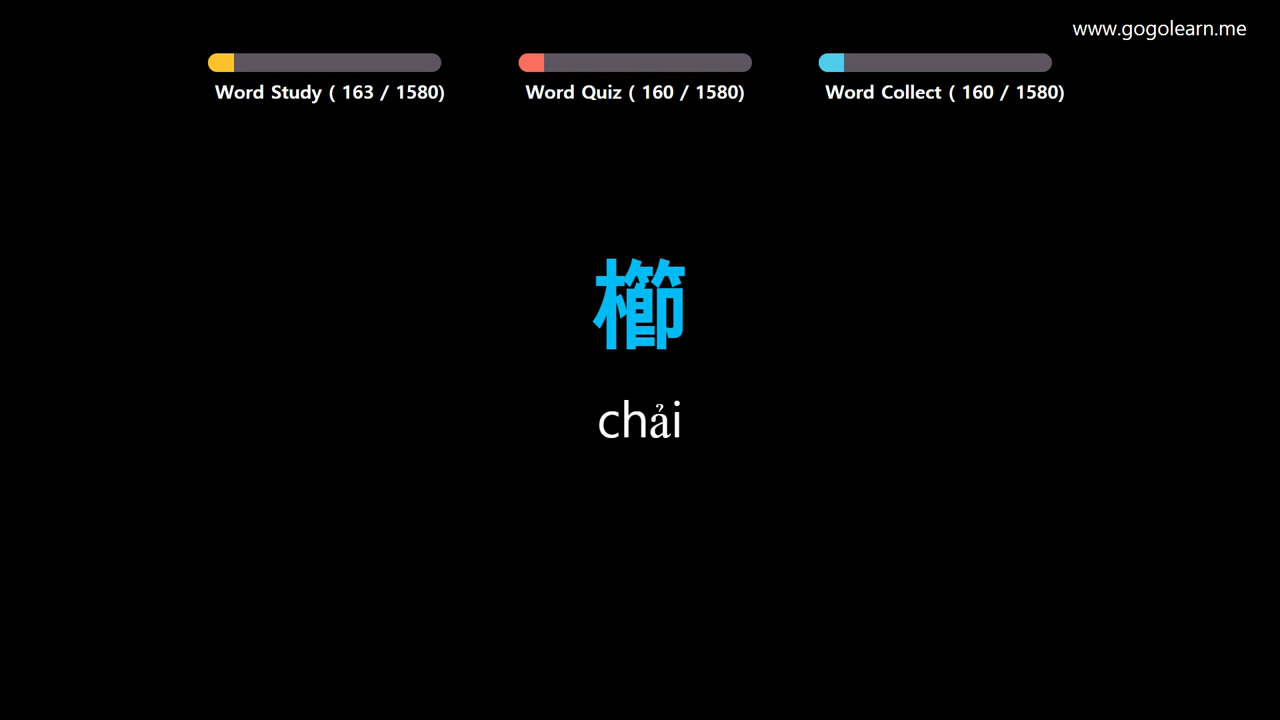 www.gogolearn.me
Word Study ( 163 / 1580)
Word Quiz ( 160 / 1580)
Word Collect ( 160 / 1580)
櫛
chải